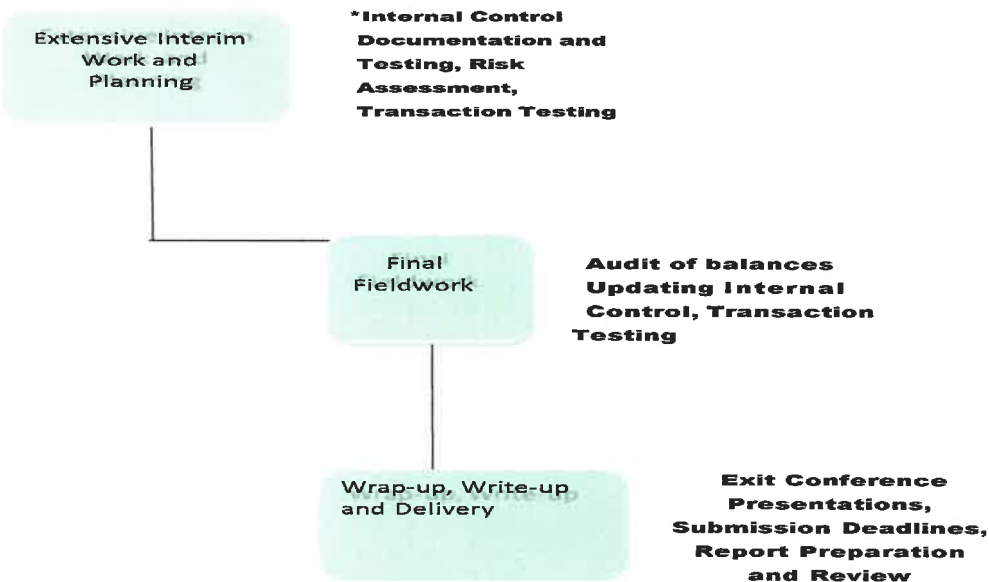 Extensive Interim
Work and
Planning
*Internal Control
Documentation and
Testing, Risk
Assessment,
Transaction Testing
Final
Fieldwork
Audit of balances
Updating Internal
Control, Transaction
Testing
Wrap-up, Write-up
and Delivery
Exit Conference
Presentations,
Submission Deadlines,
Report Preparation
and Review